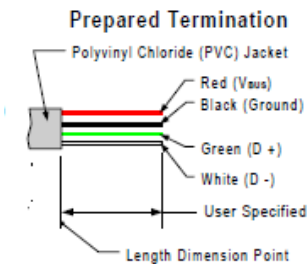 Prepared Termination
Polyvinyl Chloride (PVC) Jacket
Red (VBUS)
Black (Ground)
Green (D +)
White (D -)
User Specified
Length Dimension Point